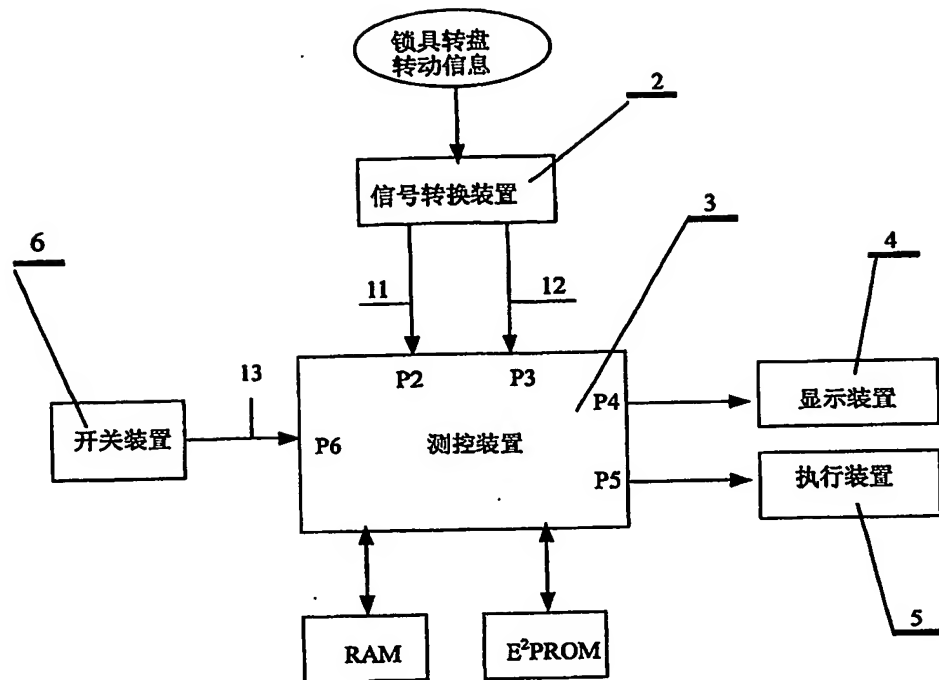 锁具转盘
转动信息
2
信号转换装置
3
6
4
11
12
13
P2
P3
P4
显示装置
开关装置
P6
测控装置
P5
执行装置
RAM
E²PROM
5